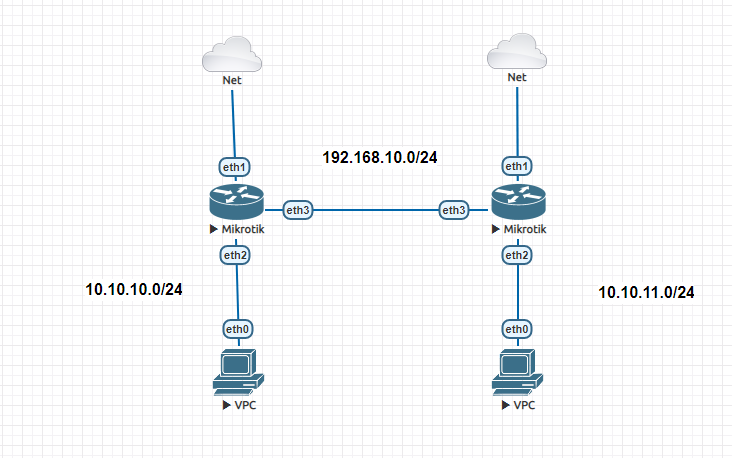 Net
Net
192.168.10.0/24
eth1
eth1
eth3
eth3
Mikrotik
Mikrotik
eth2
eth2
10.10.10.0/24
10.10.11.0/24
eth0
eth0
VPC
VPC